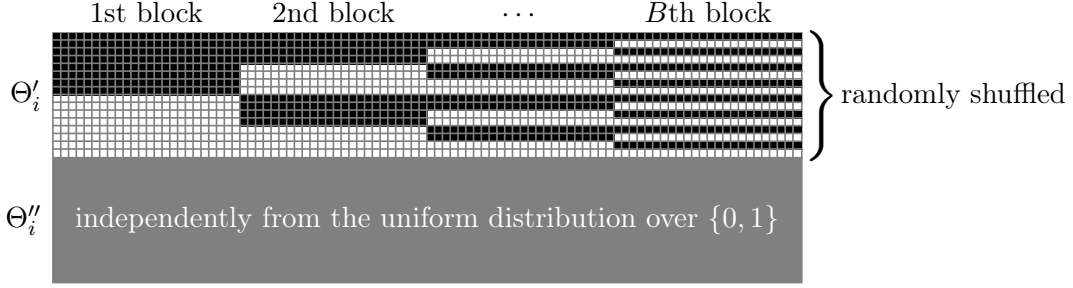 1st block 2nd block ··· Bth block
Θ′ᵢ
randomly shuffled
Θ″ᵢ independently from the uniform distribution over {0, 1}